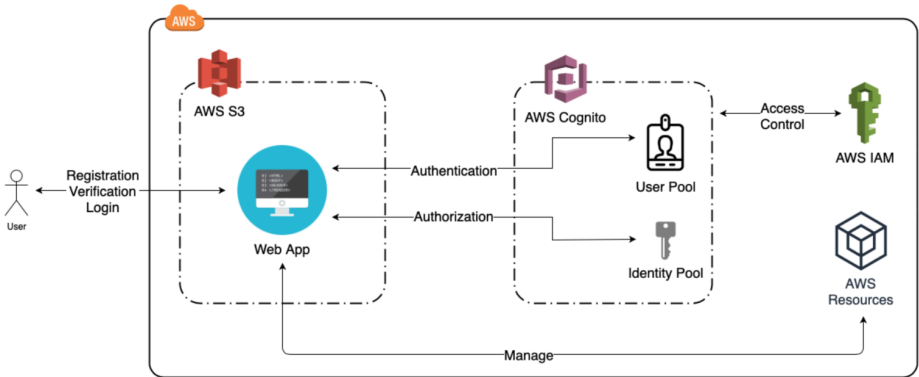 AWS
AWS S3
AWS Cognito
Access
Control
AWS IAM
Registration
Verification
Login
User
Authentication
User Pool
Authorization
Web App
Identity Pool
AWS
Resources
Manage